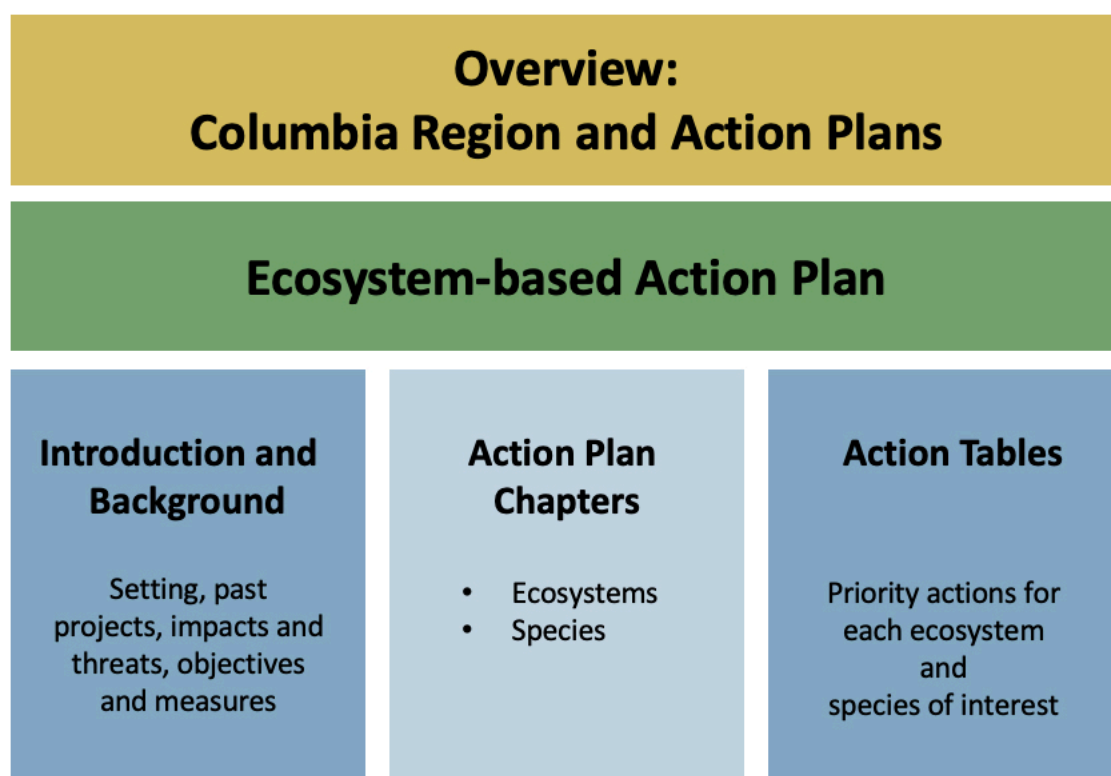 Overview:
Columbia Region and Action Plans
Ecosystem-based Action Plan
Introduction and
Background
Setting, past
projects, impacts and
threats, objectives
and measures
Action Plan
Chapters
• Ecosystems
• Species
Action Tables
Priority actions for
each ecosystem
and
species of interest